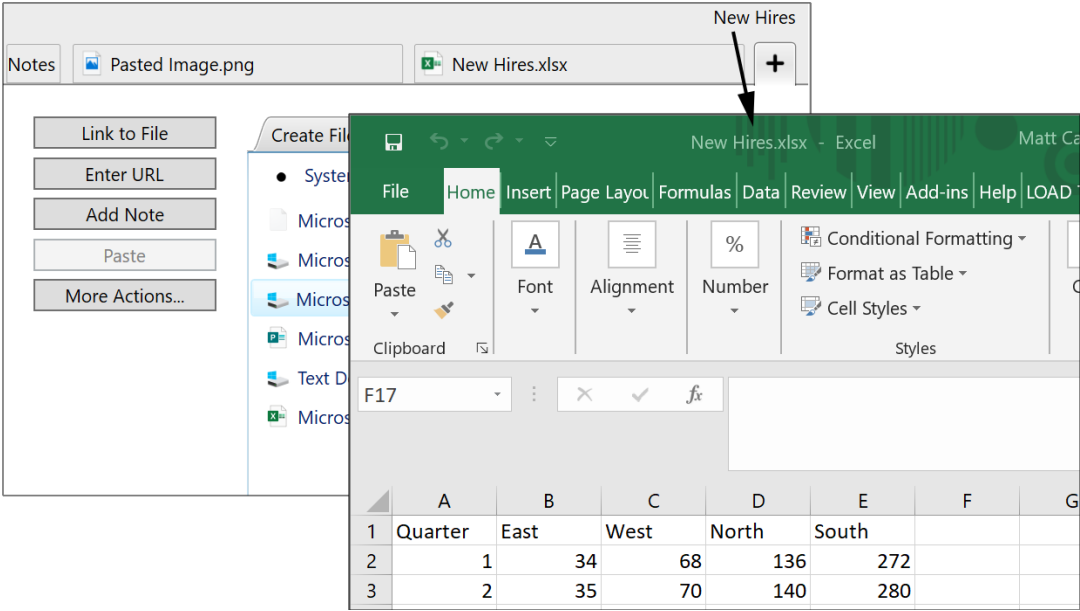 New Hires
Notes Pasted Image.png New Hires.xlsx +
Link to File
Enter URL
Add Note
Paste
More Actions...
Create File
System
Micros
Micros
Micros
Micros
Text D
Micros
New Hires.xlsx - Excel Matt Ca
File Home Insert Page Layou Formulas Data Review View Add-ins Help LOAD T
Paste
Clipboard
A
Font
Alignment
%
Number
Conditional Formatting
Format as Table
Cell Styles
Styles
F17 fx
A B C D E F G
1 Quarter East West North South
2 1 34 68 136 272
3 2 35 70 140 280